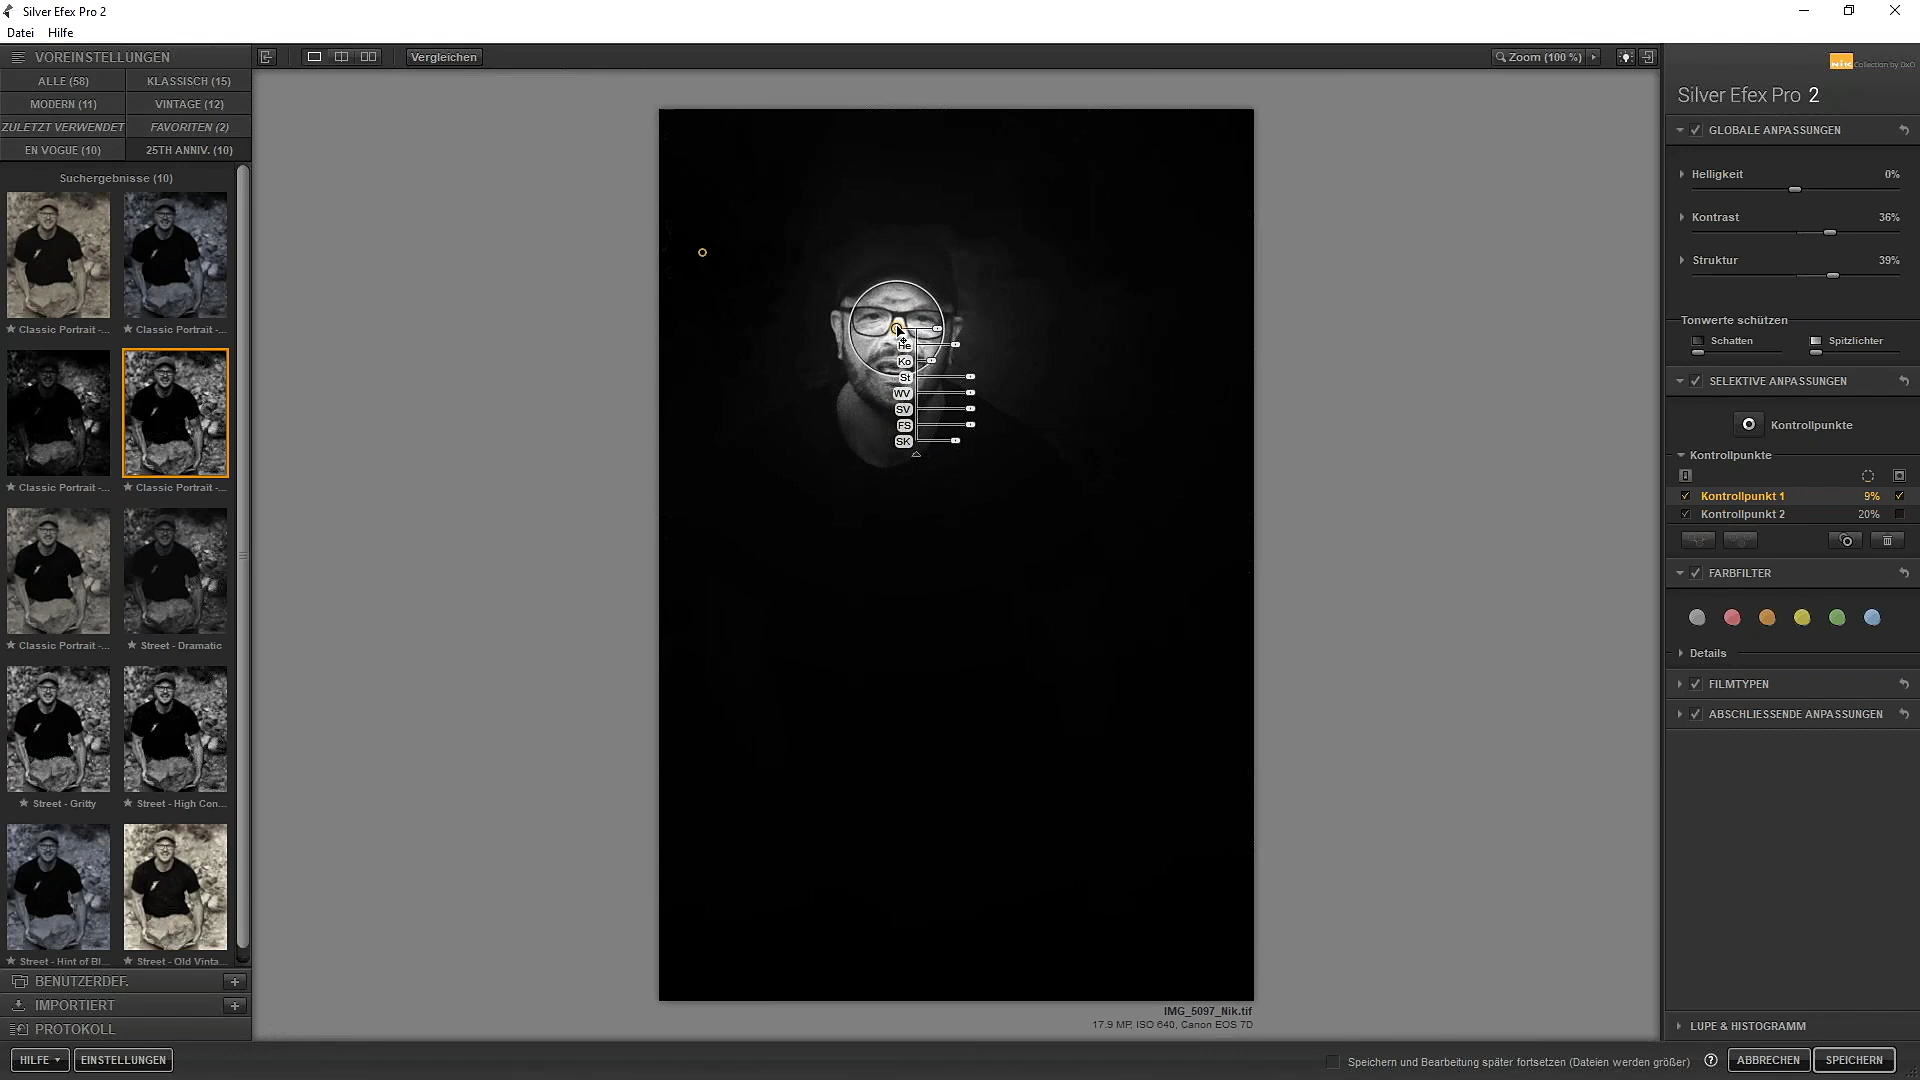 Silver Efex Pro 2
Datei Hilfe
VOREINSTELLUNGEN
Vergleichen
Zoom (100 %)
ALLE (58)
KLASSISCH (15)
MODERN (11)
VINTAGE (12)
ZULETZT VERWENDET
FAVORITEN (2)
EN VOGUE (10)
25TH ANNIV. (10)
Suchergebnisse (10)
Classic Portrait -...
Classic Portrait -...
Classic Portrait -...
Classic Portrait -...
Classic Portrait -...
Street - Dramatic
Street - Gritty
Street - High Con...
Street - Hint of Bl...
Street - Old Vinta...
BENUTZERDEF.
IMPORTIERT
PROTOKOLL
HILFE
EINSTELLUNGEN
He
Ko
St
WV
SV
FS
SK
IMG_5097_Nik.tif
17.9 MP, ISO 640, Canon EOS 7D
Nik Collection by DxO
Silver Efex Pro 2
GLOBALE ANPASSUNGEN
Helligkeit 0%
Kontrast 36%
Struktur 39%
Tonwerte schützen
Schatten
Spitzlichter
SELEKTIVE ANPASSUNGEN
Kontrollpunkte
Kontrollpunkte
Kontrollpunkt 1 9%
Kontrollpunkt 2 20%
FARBFILTER
Details
FILMTYPEN
ABSCHLIESSENDE ANPASSUNGEN
LUPE & HISTOGRAMM
Speichern und Bearbeitung später fortsetzen (Dateien werden größer)
?
ABBRECHEN
SPEICHERN